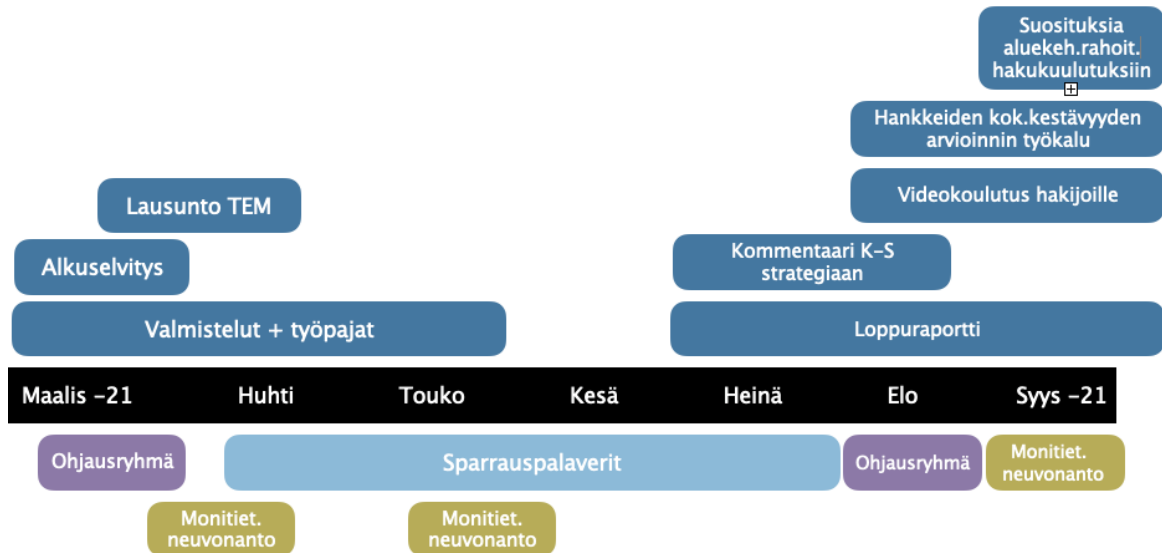 Suosituksia
aluekeh.rahoit.
hakukuulutuksiin
Hankkeiden kok.kestävyyden
arvioinnin työkalu
Lausunto TEM
Videokoulutus hakijoille
Alkuselvitys
Kommentaari K-S
strategiaan
Valmistelut + työpajat
Loppuraportti
Maalis -21 Huhti Touko Kesä Heinä Elo Syys -21
Ohjausryhmä
Sparrauspalaverit
Ohjausryhmä
Monitiet.
neuvonanto
Monitiet.
neuvonanto
Monitiet.
neuvonanto